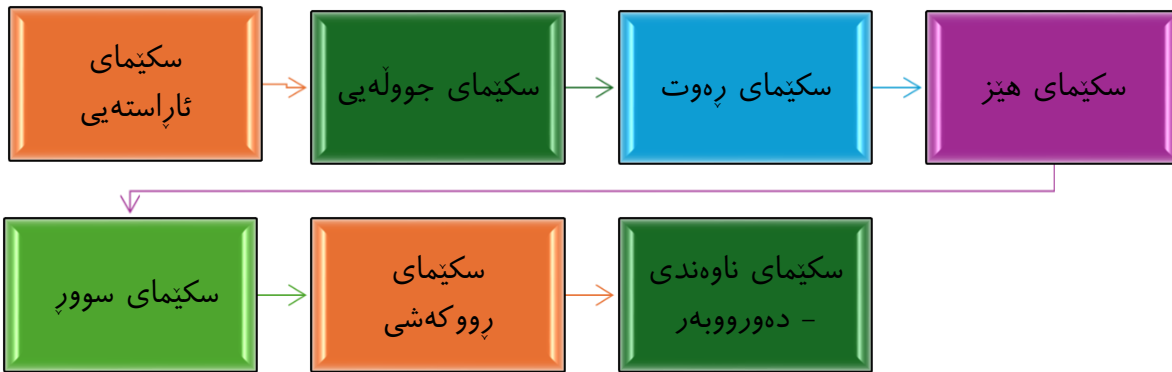 سکێمای
ئاڕاستەیی
سکێمای جووڵەیی
سکێمای ڕەوت
سکێمای هێز
سکێمای سووڕ
سکێمای
ڕووکەشی
سکێمای ناوەندی
- دەورووبەر